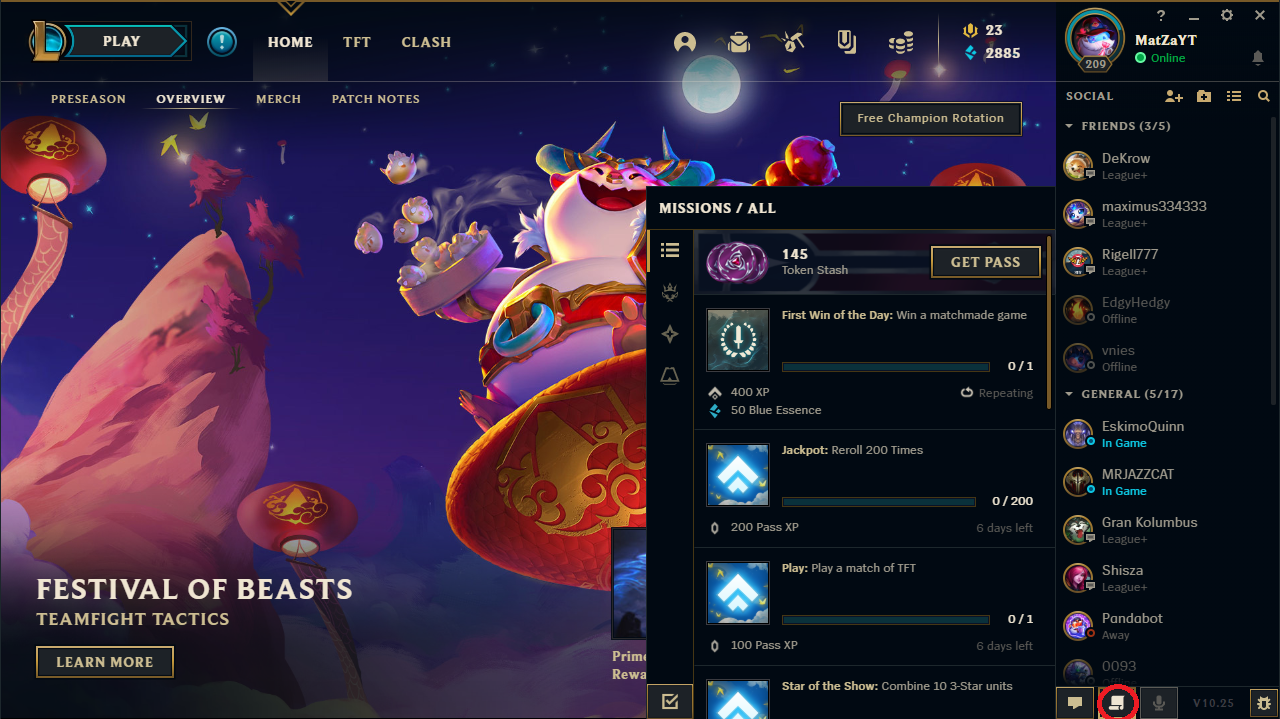 PLAY
HOME
TFT
CLASH
23
2885
?
209
MatZaYT
Online
PRESEASON
OVERVIEW
MERCH
PATCH NOTES
Free Champion Rotation
SOCIAL
FRIENDS (3/5)
DeKrow
League+
maximus334333
League+
Rigell777
League+
EdgyHedgy
Offline
vnies
Offline
GENERAL (5/17)
EskimoQuinn
In Game
MRJAZZCAT
In Game
Gran Kolumbus
League+
Shisza
League+
Pandabot
Away
0093
Offline
V10.25
MISSIONS / ALL
145
Token Stash
GET PASS
First Win of the Day: Win a matchmade game
0 / 1
400 XP
Repeating
50 Blue Essence
Jackpot: Reroll 200 Times
0 / 200
200 Pass XP
6 days left
Play: Play a match of TFT
0 / 1
100 Pass XP
6 days left
Star of the Show: Combine 10 3-Star units
FESTIVAL OF BEASTS
TEAMFIGHT TACTICS
LEARN MORE
Prime
Rewa